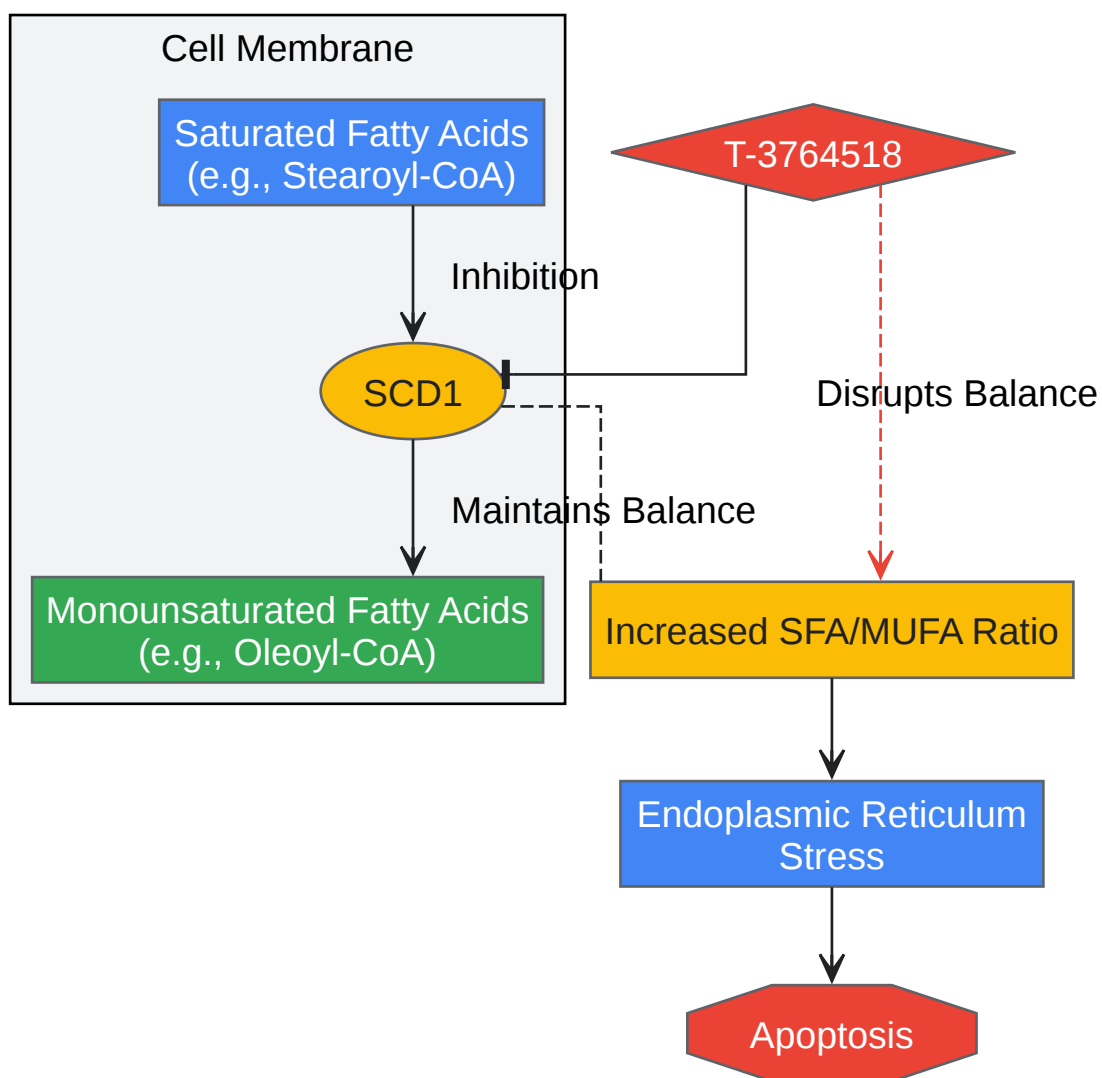 Cell Membrane
Saturated Fatty Acids
(e.g., Stearoyl-CoA)
T-3764518
Inhibition
SCD1
Disrupts Balance
Maintains Balance
Monounsaturated Fatty Acids
(e.g., Oleoyl-CoA)
Increased SFA/MUFA Ratio
Endoplasmic Reticulum
Stress
Apoptosis